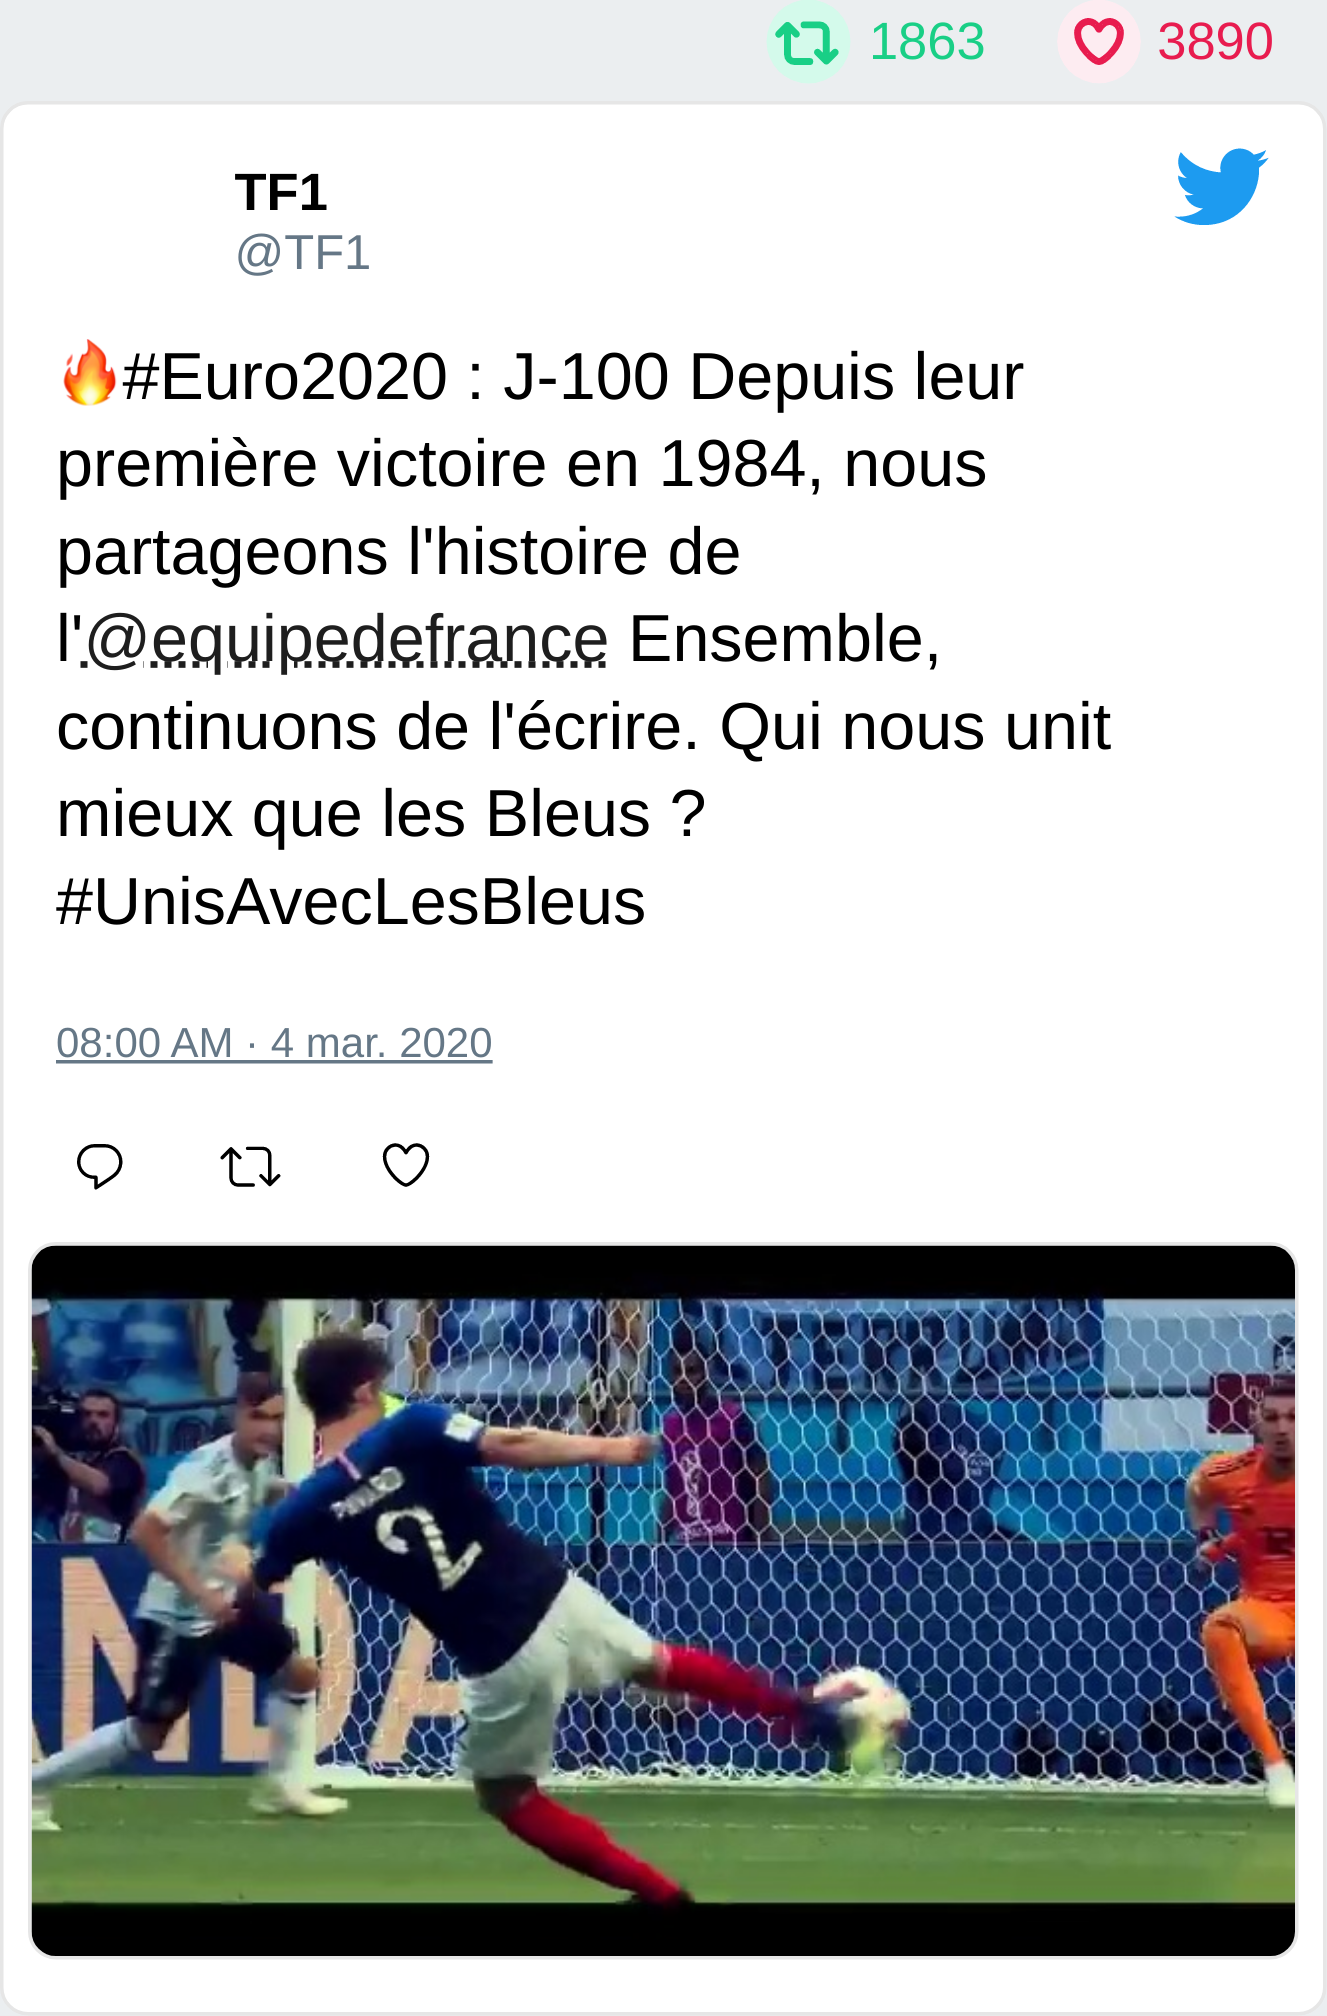 1863 3890
TF1
@TF1
🔥#Euro2020 : J-100 Depuis leur
première victoire en 1984, nous
partageons l'histoire de
l'@equipedefrance Ensemble,
continuons de l'écrire. Qui nous unit
mieux que les Bleus ?
#UnisAvecLesBleus
08:00 AM · 4 mar. 2020
2